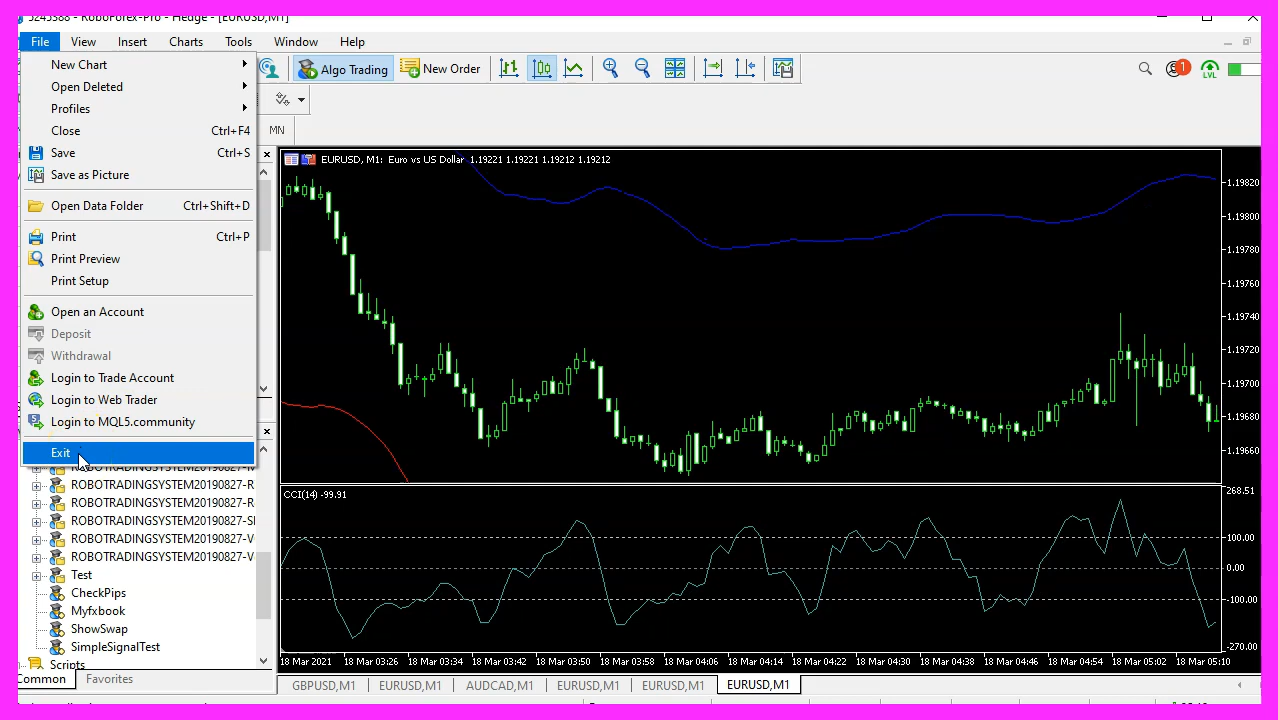 5245388 - RoboForex-Pro - Hedge - [EURUSD,M1]
File View Insert Charts Tools Window Help
New Chart
Algo Trading New Order 1 LVL
Open Deleted
Profiles
Close Ctrl+F4 MN
Save Ctrl+S
EURUSD, M1: Euro vs US Dollar 1.19221 1.19221 1.19212 1.19212
Save as Picture
1.19820
Open Data Folder Ctrl+Shift+D
1.19800
Print Ctrl+P
1.19780
Print Preview
Print Setup
1.19760
Open an Account
1.19740
Deposit
Withdrawal
1.19720
Login to Trade Account
1.19700
Login to Web Trader
Login to MQL5.community
1.19680
Exit
1.19660
ROBOTRADINGSYSTEM20190827-M
ROBOTRADINGSYSTEM20190827-R
CCI(14) -99.91
268.51
ROBOTRADINGSYSTEM20190827-R
ROBOTRADINGSYSTEM20190827-SI
ROBOTRADINGSYSTEM20190827-V
100.00
ROBOTRADINGSYSTEM20190827-V
0.00
Test
CheckPips
-100.00
Myfxbook
ShowSwap
SimpleSignalTest
-270.00
Scripts
18 Mar 2021 18 Mar 03:26 18 Mar 03:34 18 Mar 03:42 18 Mar 03:50 18 Mar 03:58 18 Mar 04:06 18 Mar 04:14 18 Mar 04:22 18 Mar 04:30 18 Mar 04:38 18 Mar 04:46 18 Mar 04:54 18 Mar 05:02 18 Mar 05:10
Common Favorites
GBPUSD,M1 EURUSD,M1 AUDCAD,M1 EURUSD,M1 EURUSD,M1 EURUSD,M1